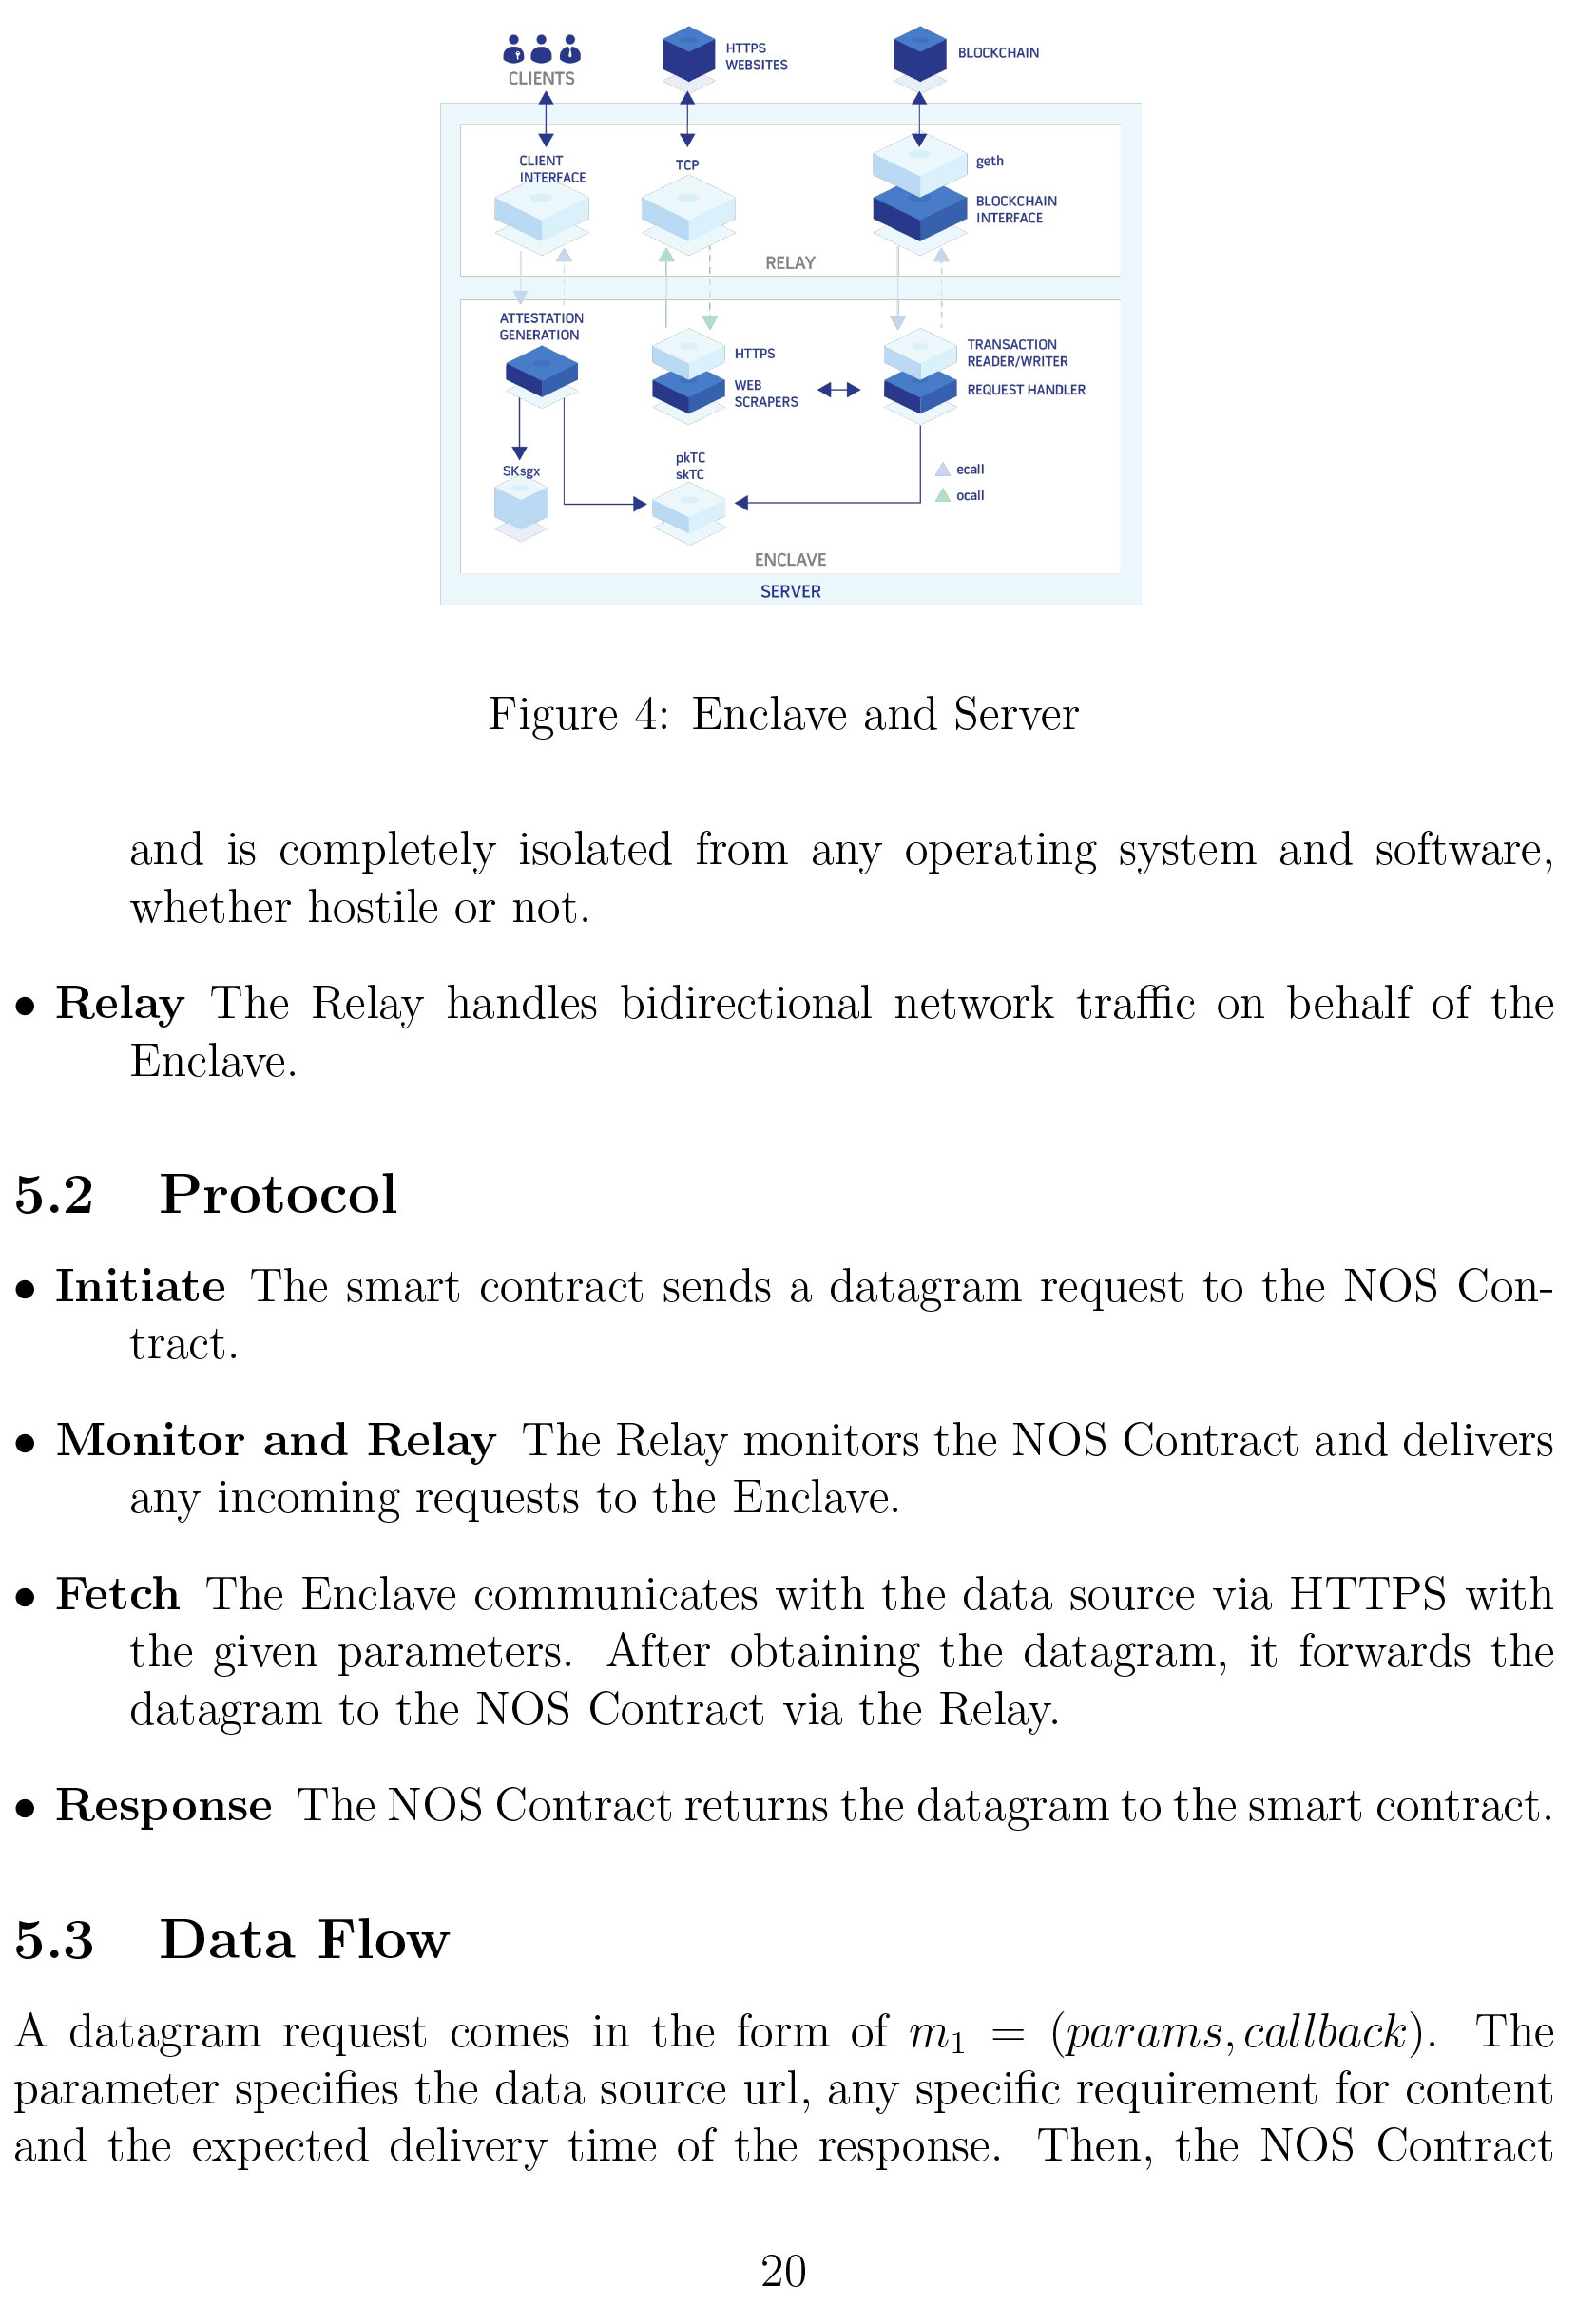 CLIENTS
HTTPS
WEBSITES
BLOCKCHAIN
CLIENT
INTERFACE
TCP
geth
BLOCKCHAIN
INTERFACE
RELAY
ATTESTATION
GENERATION
HTTPS
WEB
SCRAPERS
TRANSACTION
READER/WRITER
REQUEST HANDLER
SKsgx
pkTC
skTC
ecall
ocall
ENCLAVE
SERVER
Figure 4: Enclave and Server
and is completely isolated from any operating system and software,
whether hostile or not.
• Relay The Relay handles bidirectional network traffic on behalf of the
Enclave.
5.2 Protocol
• Initiate The smart contract sends a datagram request to the NOS Con-
tract.
• Monitor and Relay The Relay monitors the NOS Contract and delivers
any incoming requests to the Enclave.
• Fetch The Enclave communicates with the data source via HTTPS with
the given parameters. After obtaining the datagram, it forwards the
datagram to the NOS Contract via the Relay.
• Response The NOS Contract returns the datagram to the smart contract.
5.3 Data Flow
A datagram request comes in the form of m₁ = (params, callback). The
parameter specifies the data source url, any specific requirement for content
and the expected delivery time of the response. Then, the NOS Contract
20